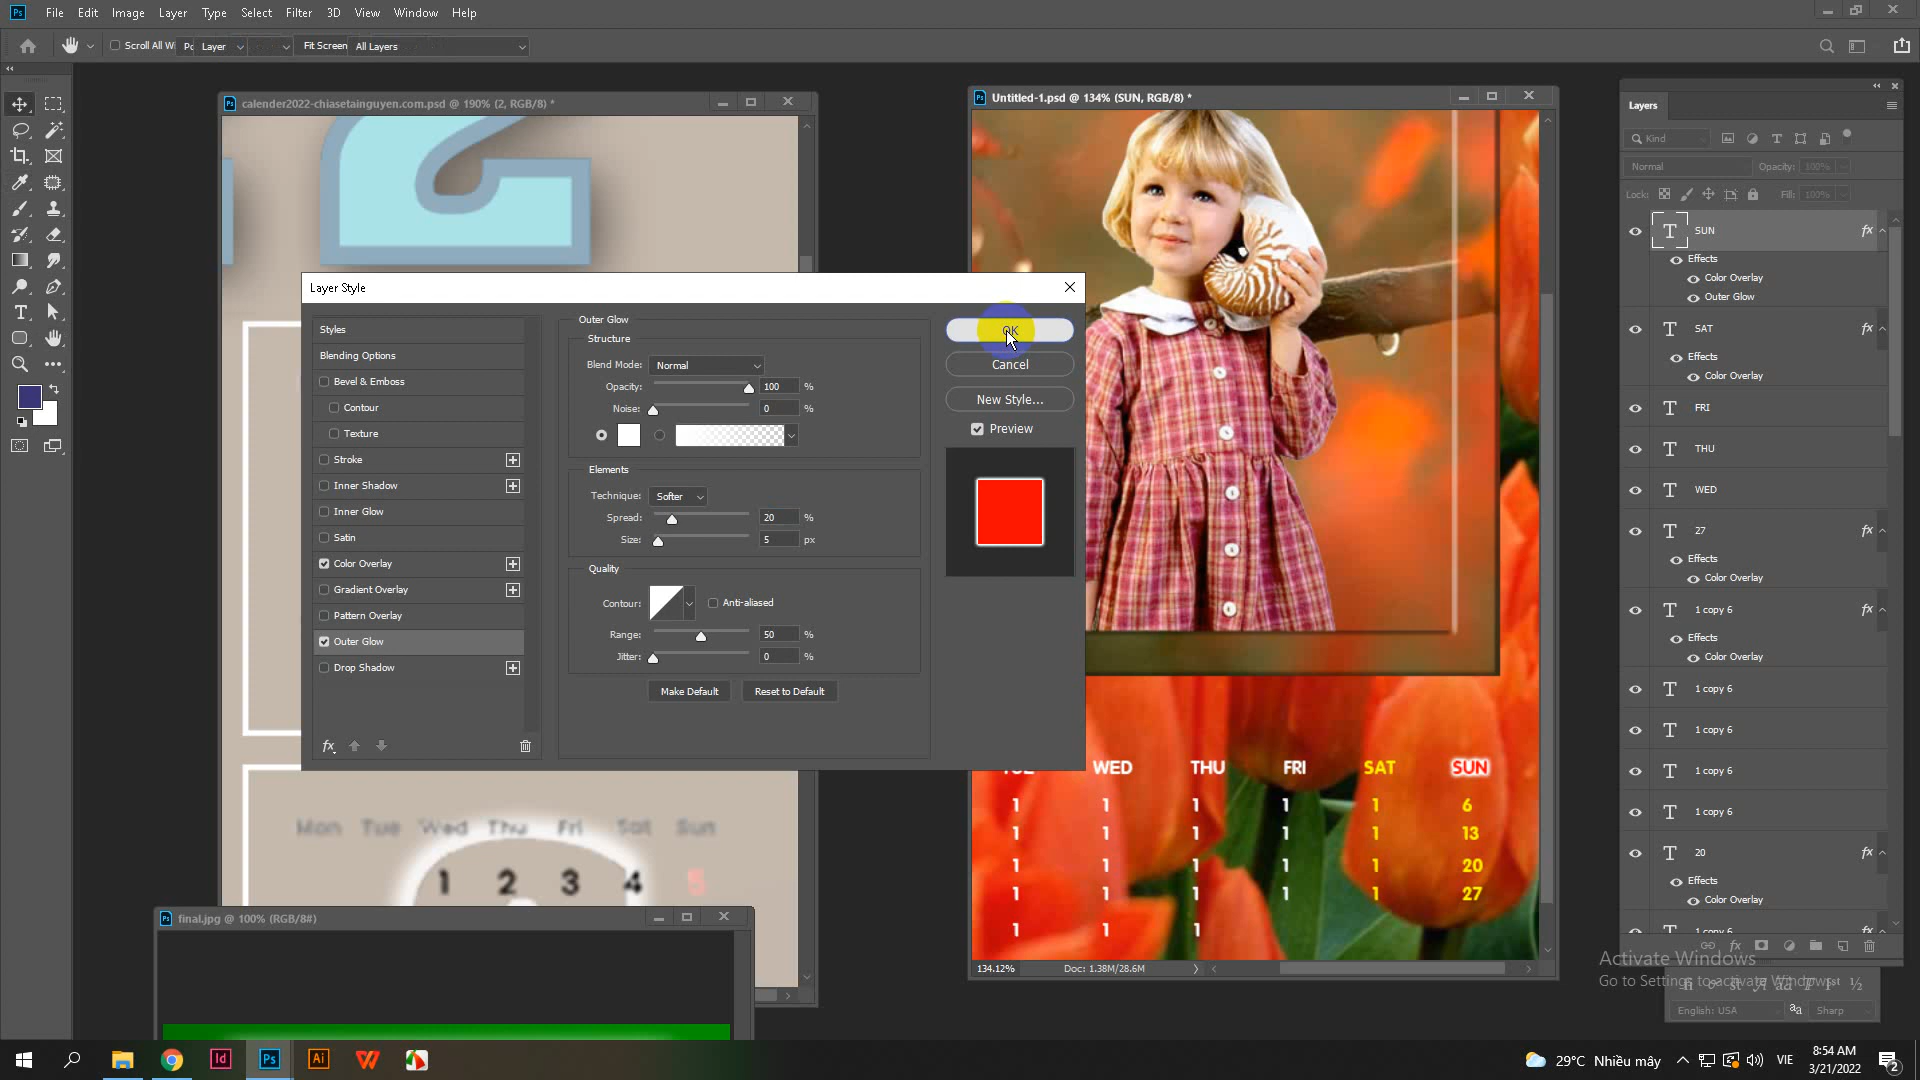 Ps File Edit Image Layer Type Select Filter 3D View Window Help
Scroll All W Layer Fit Screen All Layers
calender2022-chiasetainguyen.com.psd @ 190% (2, RGB/8) *
Untitled-1.psd @ 134% (SUN, RGB/8) *
Layer Style
Styles
Blending Options
Bevel & Emboss
Contour
Texture
Stroke
Inner Shadow
Inner Glow
Satin
Color Overlay
Gradient Overlay
Pattern Overlay
Outer Glow
Drop Shadow
fx
Outer Glow
Structure
Blend Mode: Normal
Opacity: 100 %
Noise: 0 %
Elements
Technique: Softer
Spread: 20 %
Size: 5 px
Quality
Contour: Anti-aliased
Range: 50 %
Jitter: 0 %
Make Default Reset to Default
OK
Cancel
New Style...
Preview
TUE WED THU FRI SAT SUN
1 1 1 1 1 6
1 1 1 1 1 13
1 1 1 1 1 20
1 1 1 1 1 27
1 1 1
134.12% Doc: 1.38M/28.6M
Mon Tue Wed Thu Fri Sat Sun
1 2 3 4 5
final.jpg @ 100% (RGB/8#)
Layers
Kind
Normal Opacity: 100%
Lock: Fill: 100%
SUN fx
Effects
Color Overlay
Outer Glow
SAT fx
Effects
Color Overlay
FRI
THU
WED
27 fx
Effects
Color Overlay
1 copy 6 fx
Effects
Color Overlay
1 copy 6
1 copy 6
1 copy 6
1 copy 6
20 fx
Effects
Color Overlay
1 copy 6 fx
Activate Windows
Go to Settings to activate Windows.
English: USA aa Sharp
29°C Nhiều mây VIE
8:54 AM
3/21/2022
2